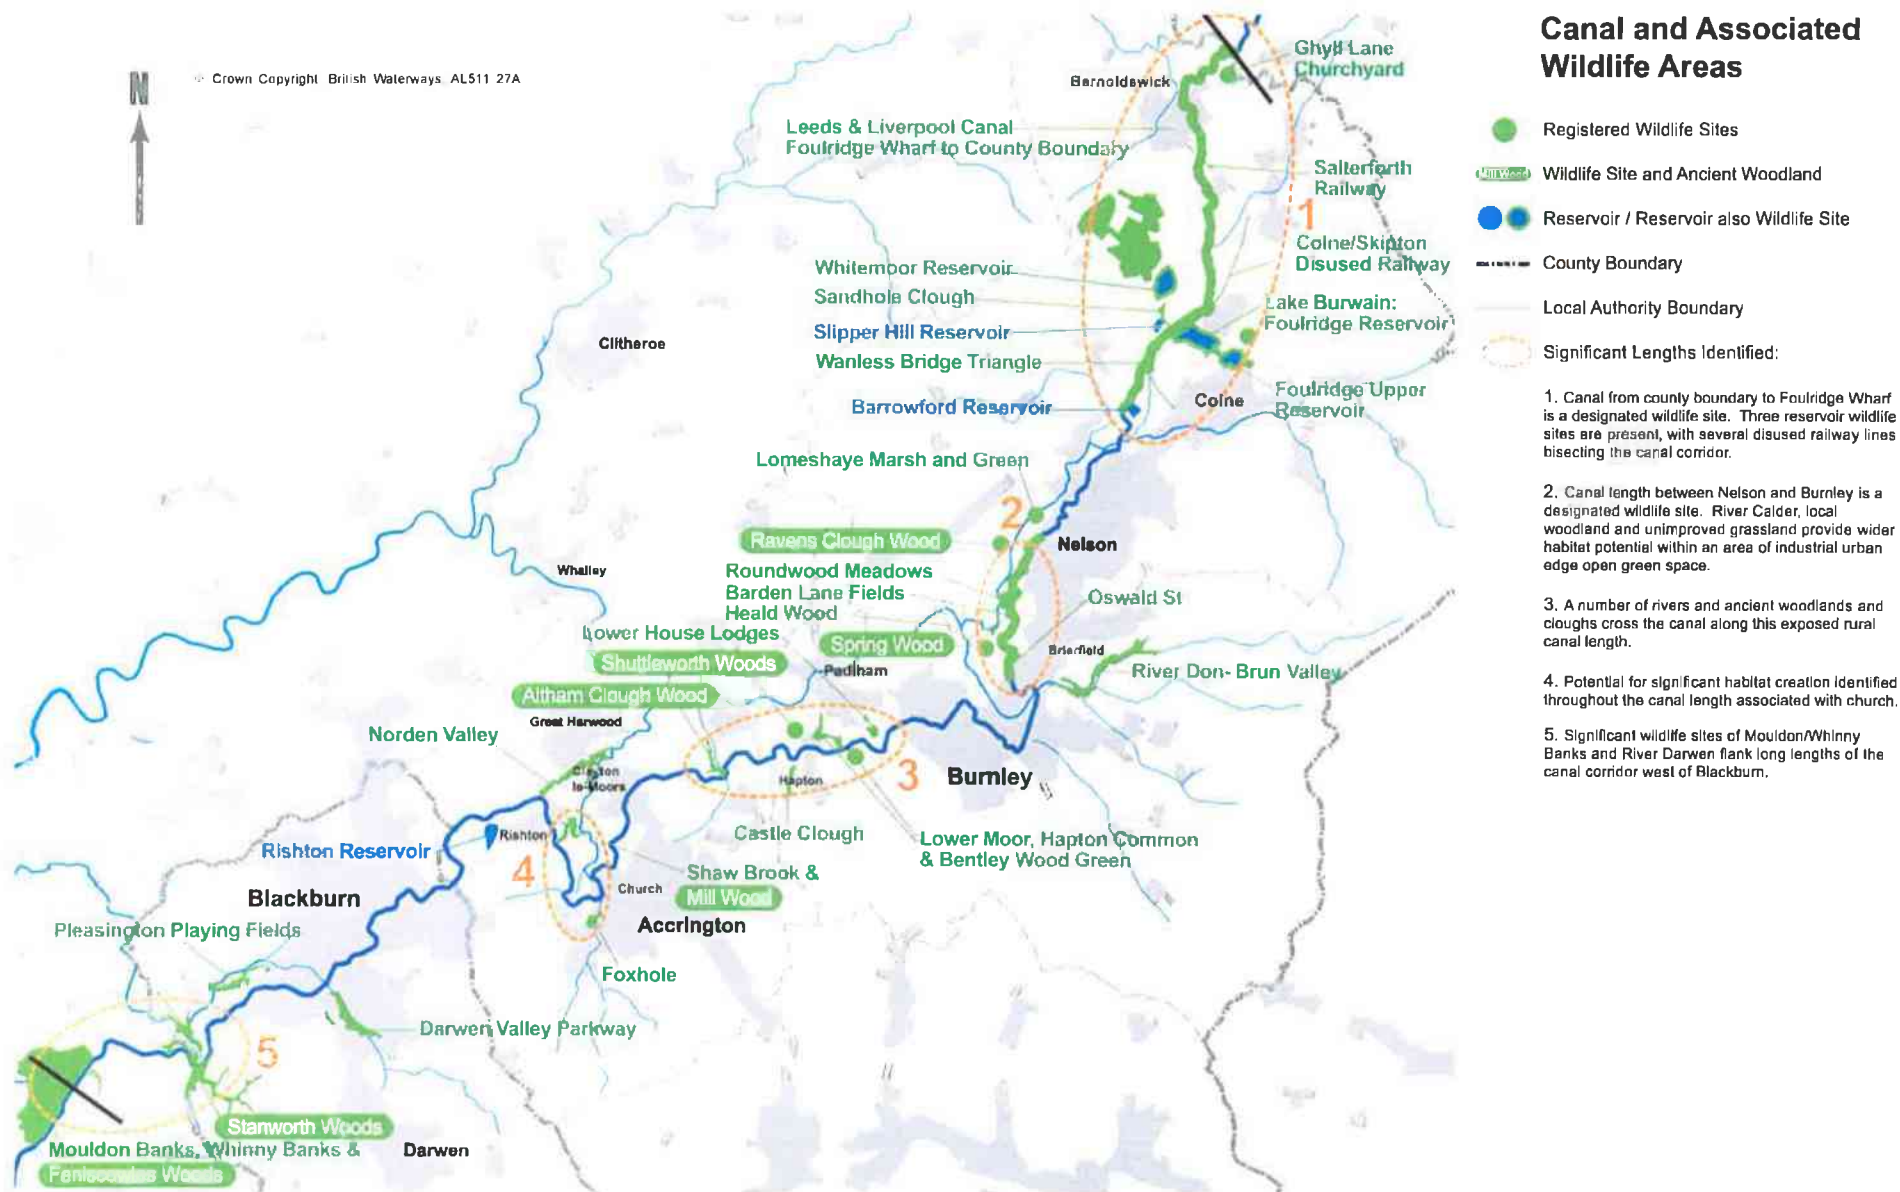 Canal and Associated
Wildlife Areas
N
© Crown Copyright British Waterways AL511 27A
Ghyll Lane
Churchyard
Barnoldswick
Leeds & Liverpool Canal
Foulridge Wharf to County Boundary
Salterforth
Railway
1
Colne/Skipton
Disused Railway
Whitemoor Reservoir
Sandhole Clough
Lake Burwain:
Foulridge Reservoir
Slipper Hill Reservoir
Wanless Bridge Triangle
Clitheroe
Foulridge Upper
Reservoir
Colne
Barrowford Reservoir
Lomeshaye Marsh and Green
2
Ravens Clough Wood
Nelson
Whalley
Roundwood Meadows
Barden Lane Fields
Heald Wood
Oswald St
Lower House Lodges
Spring Wood
Brierfield
Shuttleworth Woods
Padiham
River Don- Brun Valley
Altham Clough Wood
Great Harwood
Norden Valley
Clayton
le-Moors
Hapton
3
Burnley
Rishton
Rishton Reservoir
Castle Clough
Lower Moor, Hapton Common
& Bentley Wood Green
4
Shaw Brook &
Mill Wood
Church
Blackburn
Accrington
Pleasington Playing Fields
Foxhole
Darwen Valley Parkway
5
Stanworth Woods
Mouldon Banks, Whinny Banks &
Feniscowles Woods
Darwen
Registered Wildlife Sites
Mill Wood
Wildlife Site and Ancient Woodland
Reservoir / Reservoir also Wildlife Site
County Boundary
Local Authority Boundary
Significant Lengths Identified:
1. Canal from county boundary to Foulridge Wharf
is a designated wildlife site. Three reservoir wildlife
sites are present, with several disused railway lines
bisecting the canal corridor.
2. Canal length between Nelson and Burnley is a
designated wildlife site. River Calder, local
woodland and unimproved grassland provide wider
habitat potential within an area of industrial urban
edge open green space.
3. A number of rivers and ancient woodlands and
cloughs cross the canal along this exposed rural
canal length.
4. Potential for significant habitat creation identified
throughout the canal length associated with church.
5. Significant wildlife sites of Mouldon/Whinny
Banks and River Darwen flank long lengths of the
canal corridor west of Blackburn.